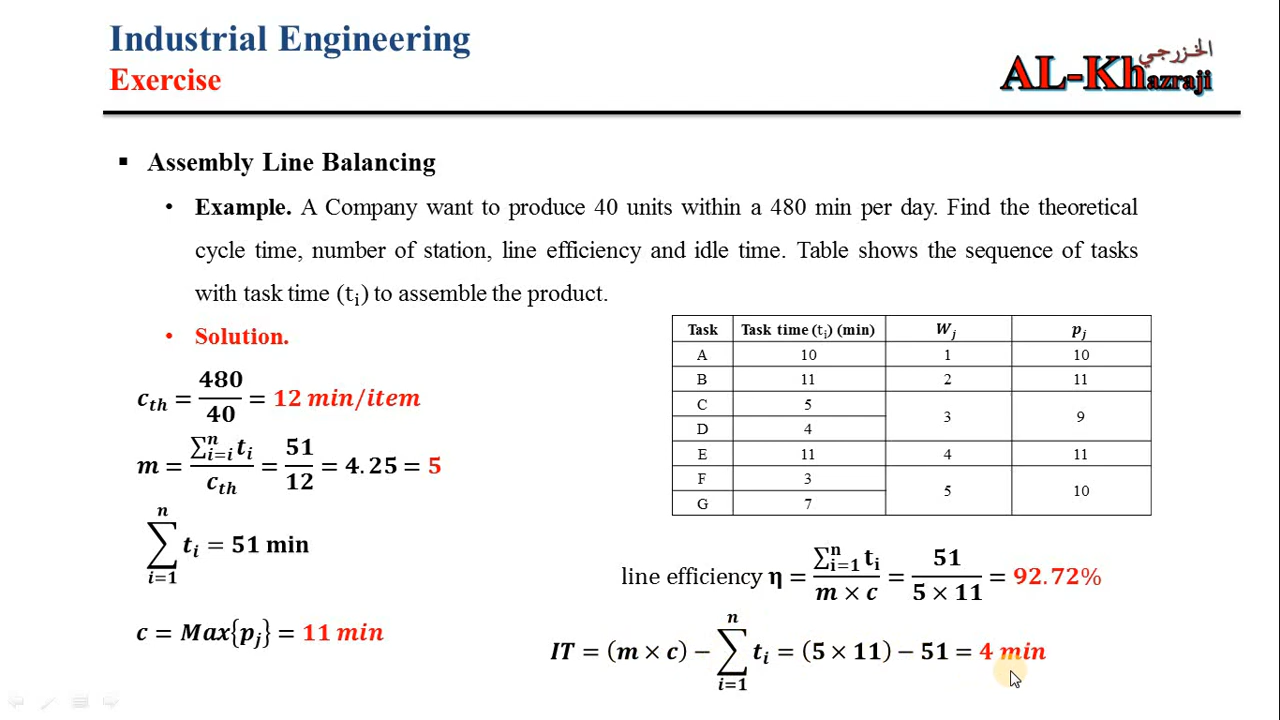 Industrial Engineering
Exercise
الخزرجي
AL-Khazraji
▪ Assembly Line Balancing
• Example. A Company want to produce 40 units within a 480 min per day. Find the theoretical
cycle time, number of station, line efficiency and idle time. Table shows the sequence of tasks
with task time (tᵢ) to assemble the product.
• Solution.
Task Task time (tᵢ) (min) Wⱼ pⱼ
A 10 1 10
B 11 2 11
C 5 3 9
D 4
E 11 4 11
F 3 5 10
G 7
c_th = 480/40 = 12 min/item
m = ∑_{i=i}^{n} tᵢ / c_th = 51/12 = 4.25 = 5
∑_{i=1}^{n} tᵢ = 51 min
c = Max{pⱼ} = 11 min
line efficiency η = ∑_{i=1}^{n} tᵢ / (m × c) = 51 / (5 × 11) = 92.72%
IT = (m × c) − ∑_{i=1}^{n} tᵢ = (5 × 11) − 51 = 4 min